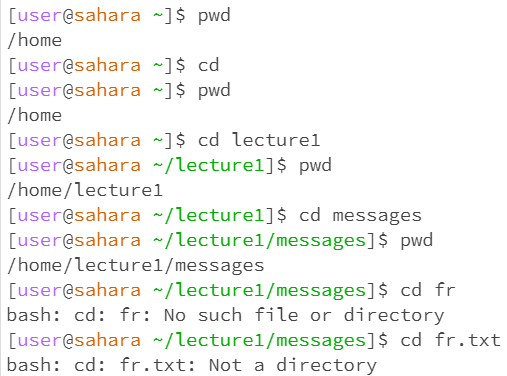 [user@sahara ~]$ pwd
/home
[user@sahara ~]$ cd
[user@sahara ~]$ pwd
/home
[user@sahara ~]$ cd lecture1
[user@sahara ~/lecture1]$ pwd
/home/lecture1
[user@sahara ~/lecture1]$ cd messages
[user@sahara ~/lecture1/messages]$ pwd
/home/lecture1/messages
[user@sahara ~/lecture1/messages]$ cd fr
bash: cd: fr: No such file or directory
[user@sahara ~/lecture1/messages]$ cd fr.txt
bash: cd: fr.txt: Not a directory